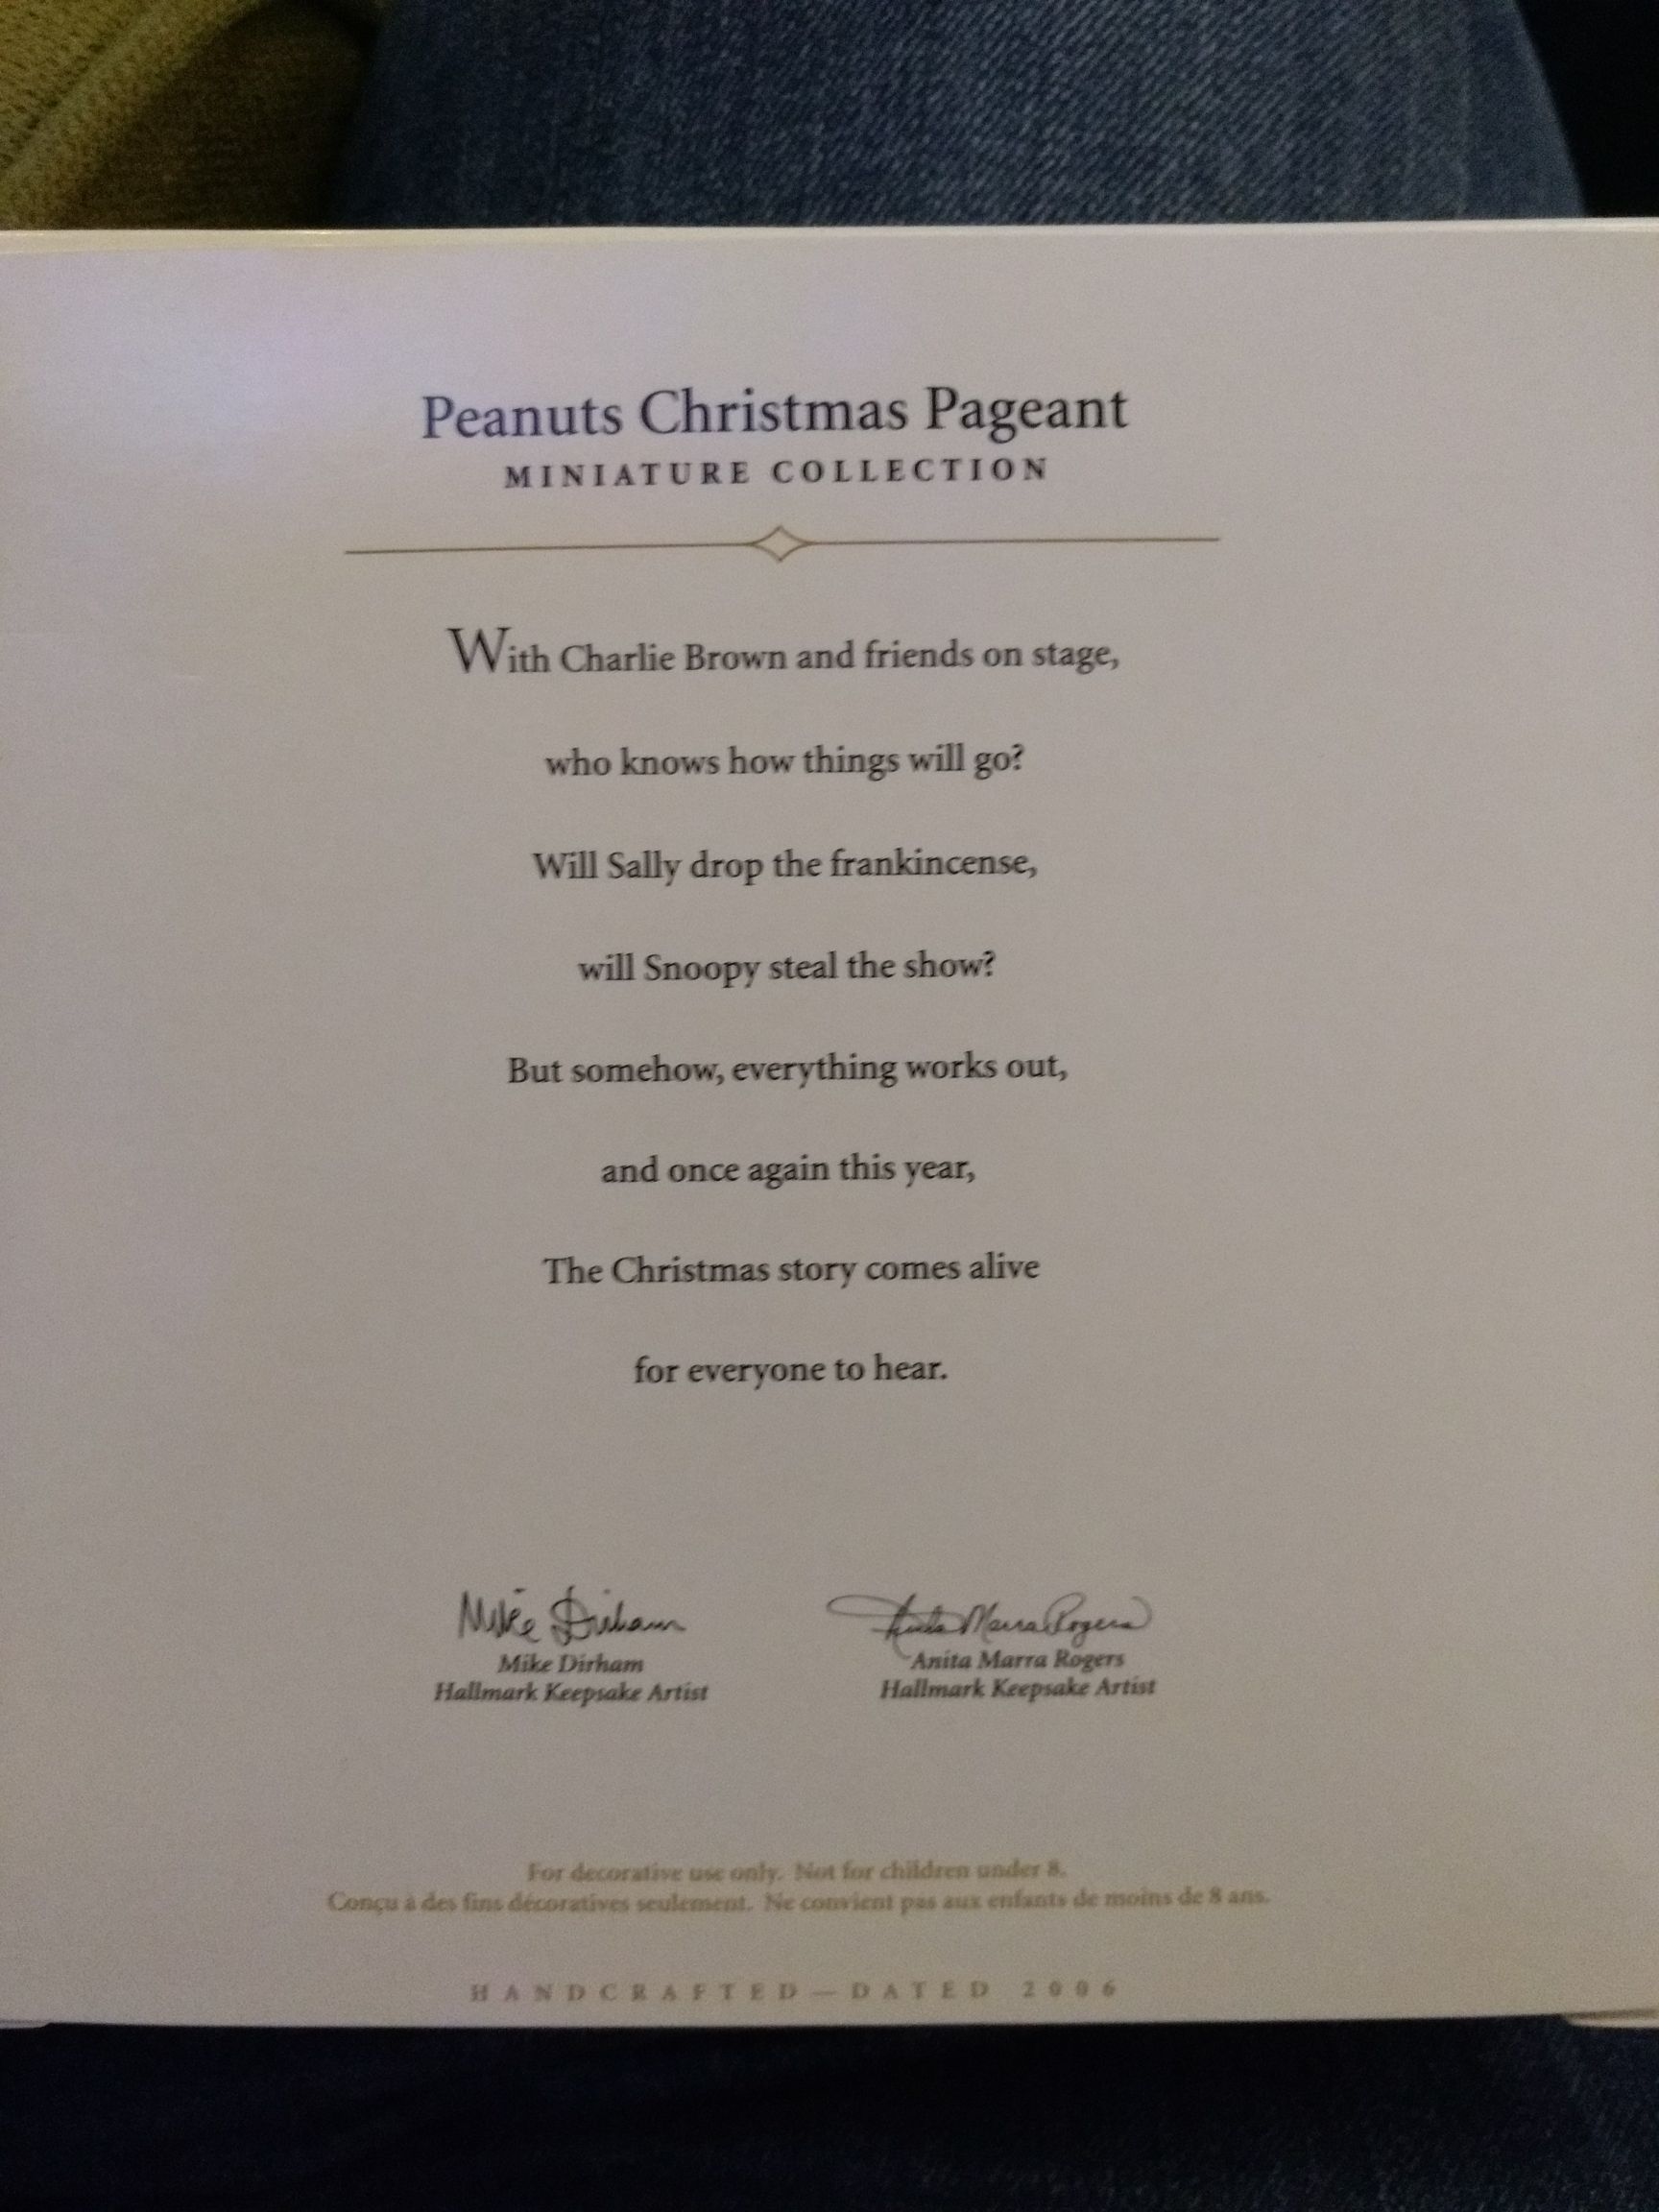 Peanuts Christmas Pageant
MINIATURE COLLECTION
With Charlie Brown and friends on stage,
who knows how things will go?
Will Sally drop the frankincense,
will Snoopy steal the show?
But somehow, everything works out,
and once again this year,
The Christmas story comes alive
for everyone to hear.
Mike Dirham Anita Marra Rogers
Mike Dirham Anita Marra Rogers
Hallmark Keepsake Artist Hallmark Keepsake Artist
For decorative use only. Not for children under 8.
Conçu à des fins décoratives seulement. Ne convient pas aux enfants de moins de 8 ans.
HANDCRAFTED—DATED 2006